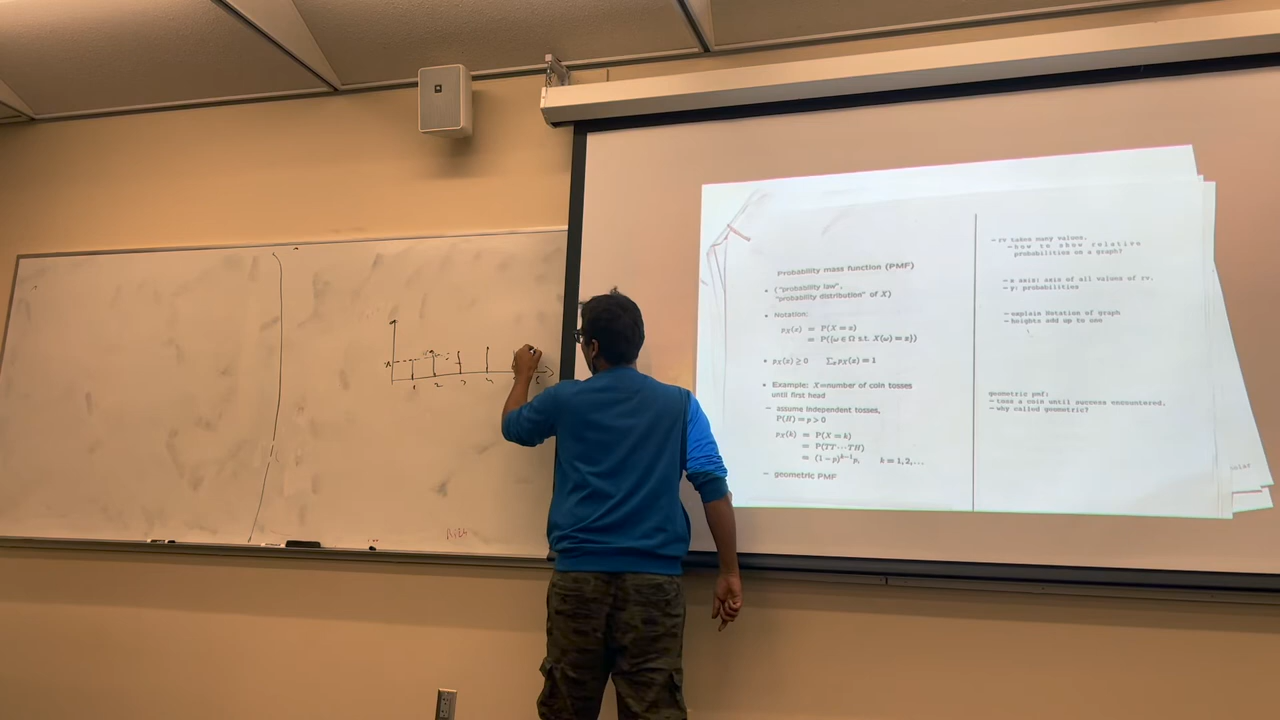 1 2 3 4 5
Probability mass function (PMF)
• ("probability law",
"probability distribution" of X)
• Notation:
pX(x) = P(X = x)
= P({ω ∈ Ω s.t. X(ω) = x})
• pX(x) ≥ 0 Σx pX(x) = 1
• Example: X=number of coin tosses
until first head
– assume independent tosses,
P(H) = p > 0
pX(k) = P(X = k)
= P(TT···TH)
= (1 − p)^{k−1}p, k = 1, 2, ...
– geometric PMF
– rv takes many values.
– how to show relative
probabilities on a graph?
– x axis: axis of all values of rv.
– y: probabilities
– explain Notation of graph
– heights add up to one
geometric pmf:
– toss a coin until success encountered.
– why called geometric?